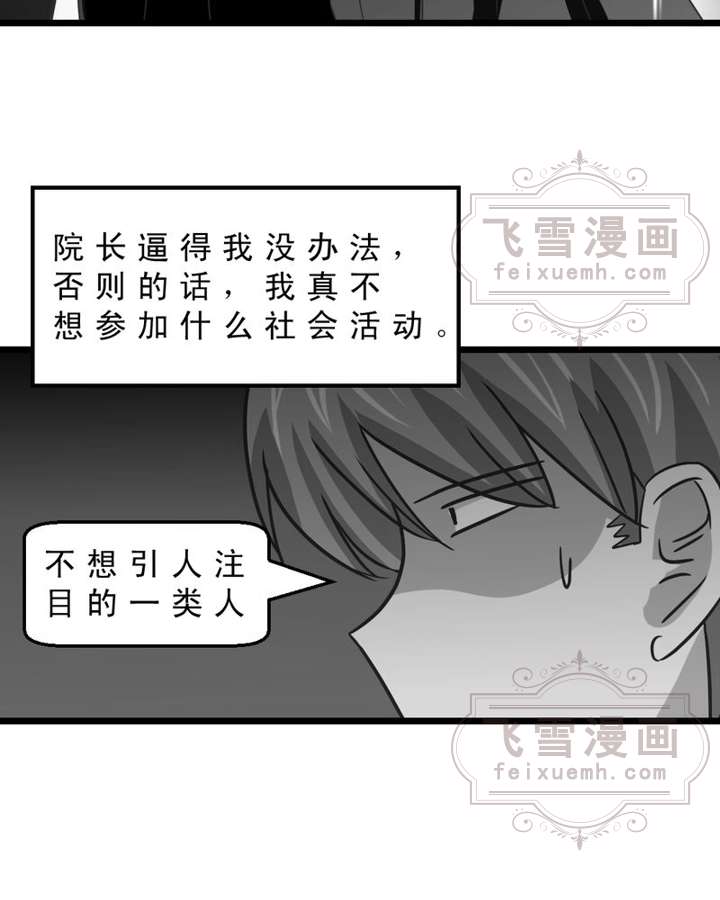 飞雪漫画
feixuemh.com
院长逼得我没办法，
否则的话，我真不
想参加什么社会活动。
不想引人注
目的一类人
飞雪漫画
feixuemh.com